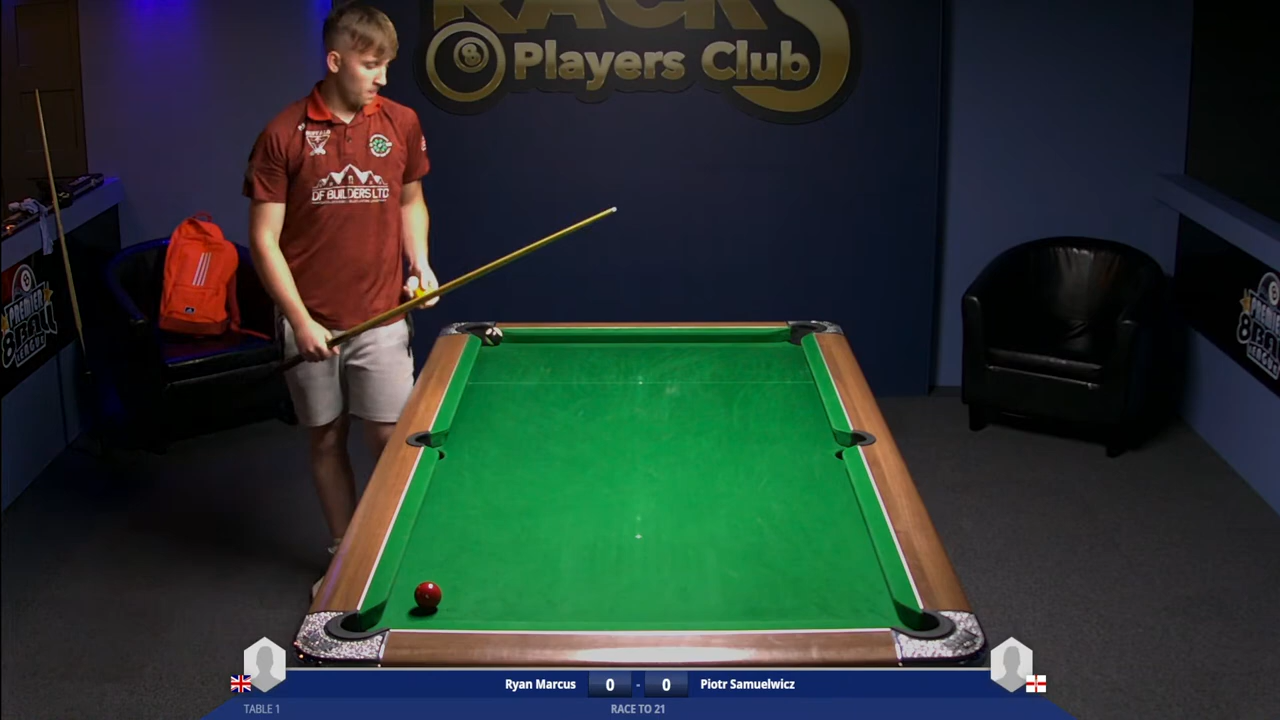 RACKS
Players Club
8
DF BUILDERS LTD
PREMIER
8 BALL
LEAGUE
PREMIER
8 BALL
LEAGUE
Ryan Marcus 0 - 0 Piotr Samuelwicz
TABLE 1 RACE TO 21